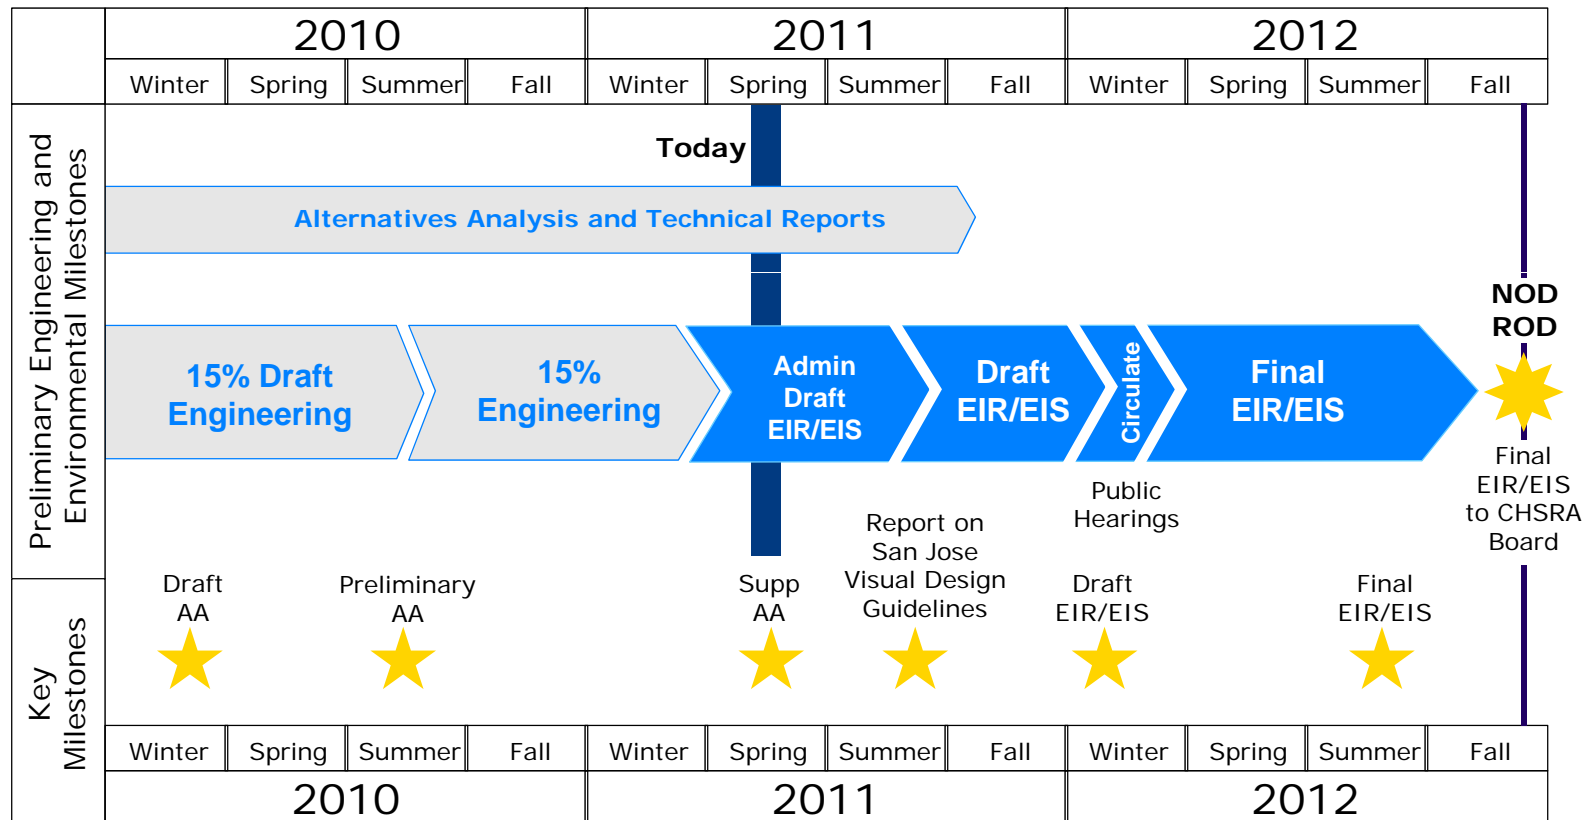 2010 2011 2012
Winter Spring Summer Fall Winter Spring Summer Fall Winter Spring Summer Fall
Preliminary Engineering and
Environmental Milestones
Today
Alternatives Analysis and Technical Reports
15% Draft
Engineering
15%
Engineering
Admin
Draft
EIR/EIS
Draft
EIR/EIS
Circulate
Final
EIR/EIS
NOD
ROD
Final
EIR/EIS
to CHSRA
Board
Public
Hearings
Key
Milestones
Draft
AA
Preliminary
AA
Supp
AA
Report on
San Jose
Visual Design
Guidelines
Draft
EIR/EIS
Final
EIR/EIS
Winter Spring Summer Fall Winter Spring Summer Fall Winter Spring Summer Fall
2010 2011 2012